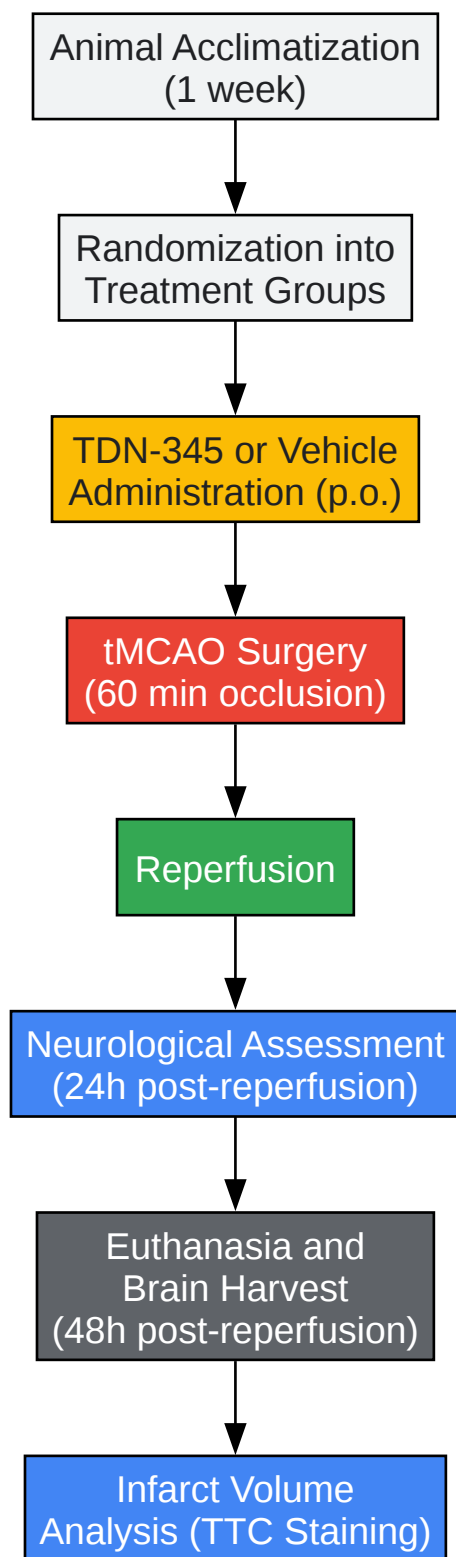 Animal Acclimatization
(1 week)
Randomization into
Treatment Groups
TDN-345 or Vehicle
Administration (p.o.)
tMCAO Surgery
(60 min occlusion)
Reperfusion
Neurological Assessment
(24h post-reperfusion)
Euthanasia and
Brain Harvest
(48h post-reperfusion)
Infarct Volume
Analysis (TTC Staining)